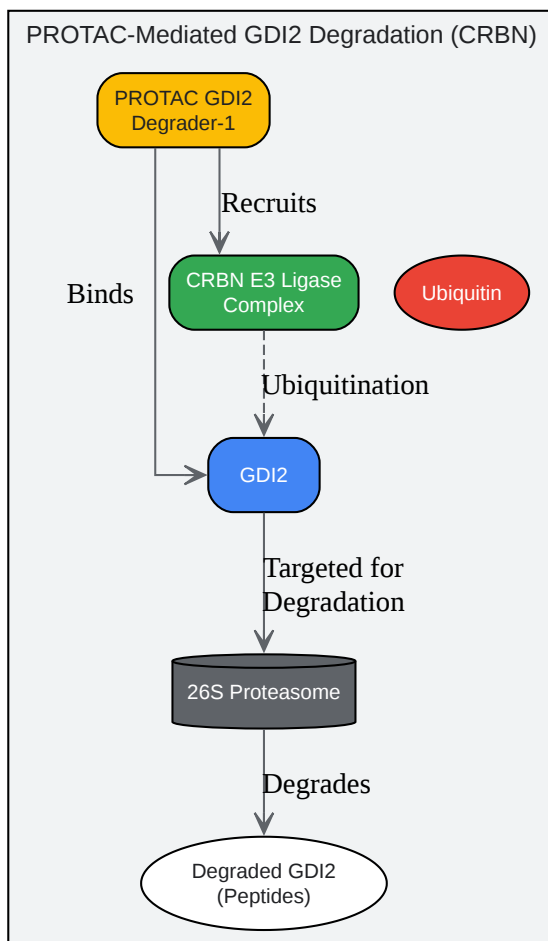 PROTAC-Mediated GDI2 Degradation (CRBN)
PROTAC GDI2
Degrader-1
Recruits
CRBN E3 Ligase
Complex
Ubiquitin
Binds
Ubiquitination
GDI2
Targeted for
Degradation
26S Proteasome
Degrades
Degraded GDI2
(Peptides)